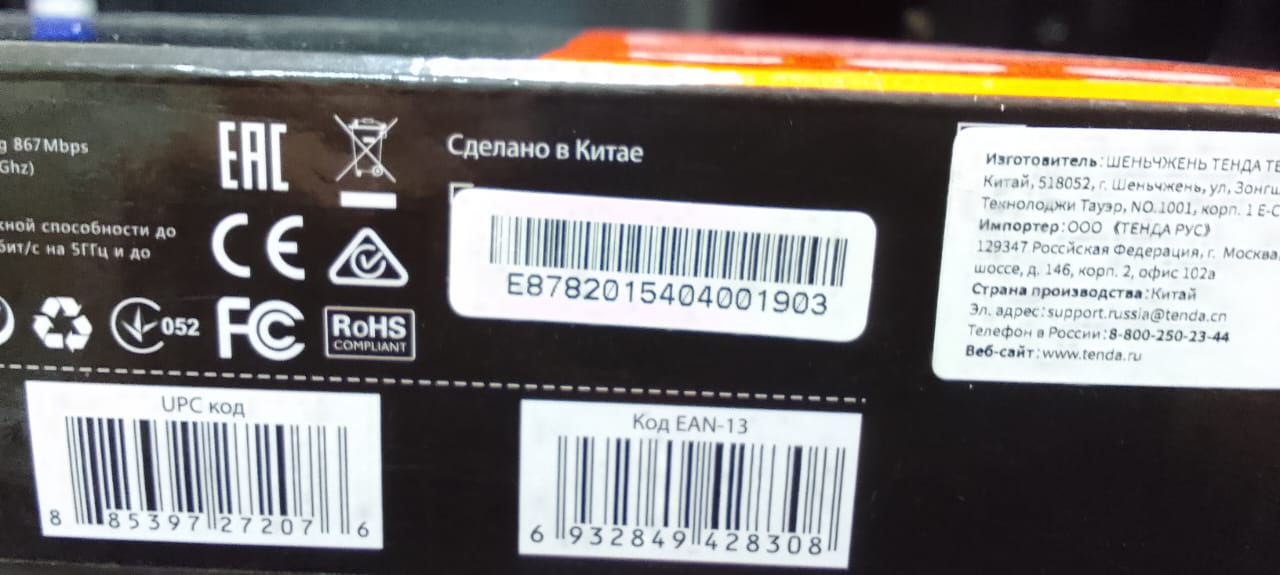 g 867Mbps
Ghz)
жной способности до
бит/с на 5ГГц и до
EAC
CE
052
FC
RoHS
COMPLIANT
Сделано в Китае
E8782015404001903
Изготовитель: ШЕНЬЧЖЕНЬ ТЕНДА ТЕ
Китай, 518052, г. Шеньчжень, ул, Зонгш
Технолоджи Тауэр, NO.1001, корп. 1 E-C
Импортер: ООО 《ТЕНДА РУС》
129347 Россйская Федерация, г. Москва
шоссе, д. 146, корп. 2, офис 102а
Страна производства: Китай
Эл. адрес: support.russia@tenda.cn
Телефон в России: 8-800-250-23-44
Веб-сайт: www.tenda.ru
UPC код
8 85397 27207 6
Код EAN-13
6 932849 428308